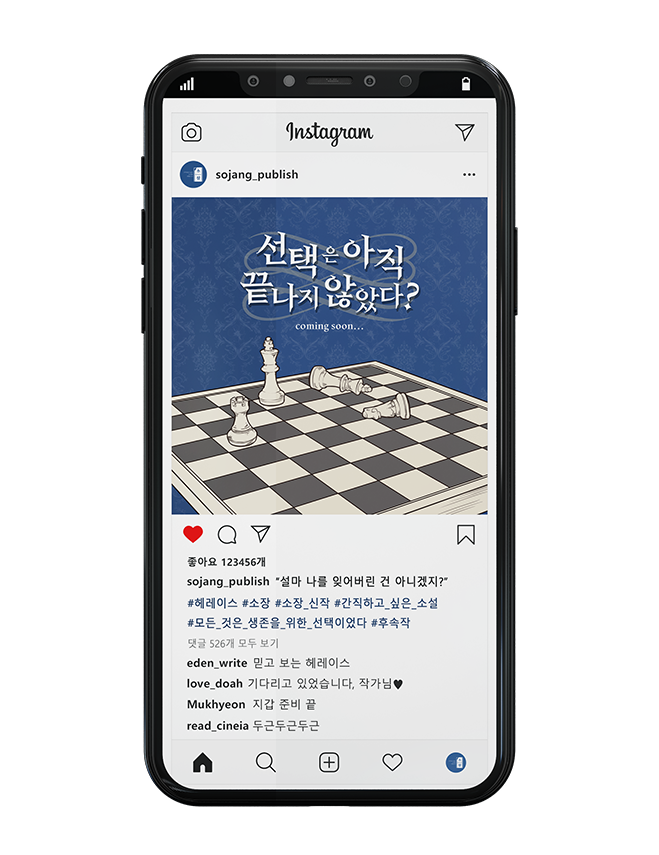 Instagram
sojang_publish
선택은 아직
끝나지 않았다?
coming soon...
좋아요 123456개
sojang_publish "설마 나를 잊어버린 건 아니겠지?"
#헤레이스 #소장 #소장_신작 #간직하고_싶은_소설
#모든_것은_생존을_위한_선택이었다 #후속작
댓글 526개 모두 보기
eden_write 믿고 보는 헤레이스
love_doah 기다리고 있었습니다, 작가님♥
Mukhyeon 지갑 준비 끝
read_cineia 두근두근두근